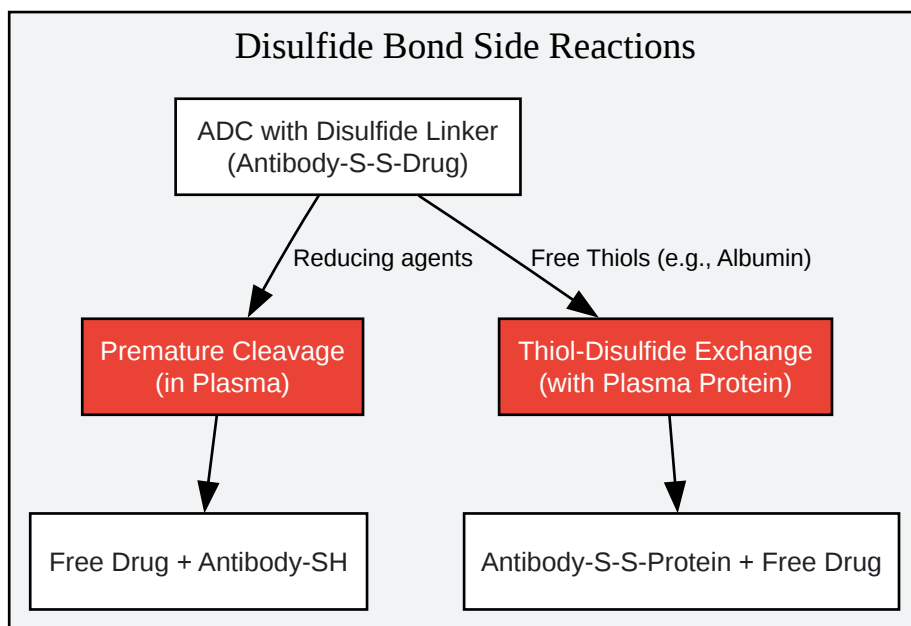 Disulfide Bond Side Reactions
ADC with Disulfide Linker
(Antibody-S-S-Drug)
Reducing agents
Free Thiols (e.g., Albumin)
Premature Cleavage
(in Plasma)
Thiol-Disulfide Exchange
(with Plasma Protein)
Free Drug + Antibody-SH
Antibody-S-S-Protein + Free Drug